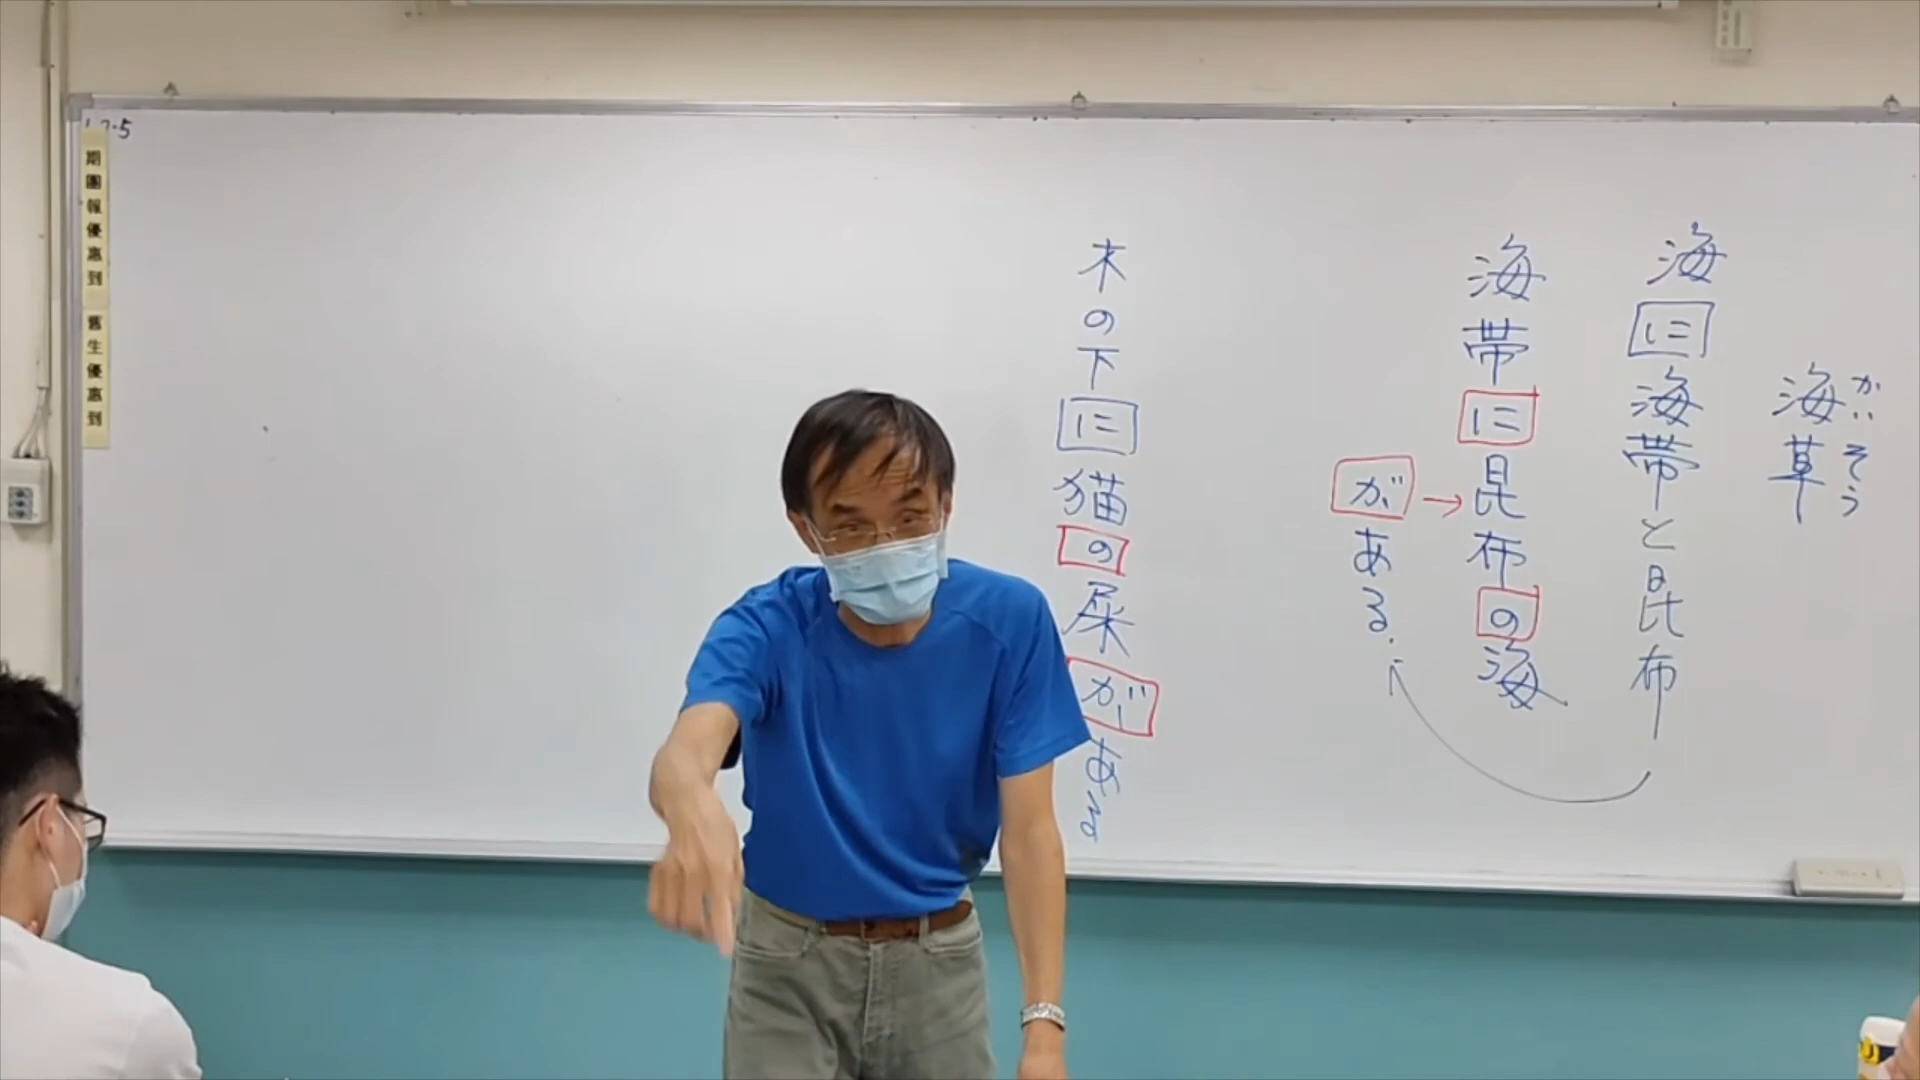 海草
かいそう
海に海帯と昆布
海帯に昆布の海
がある.
木の下に猫の屎がある
期團報優惠到
舊生優惠到